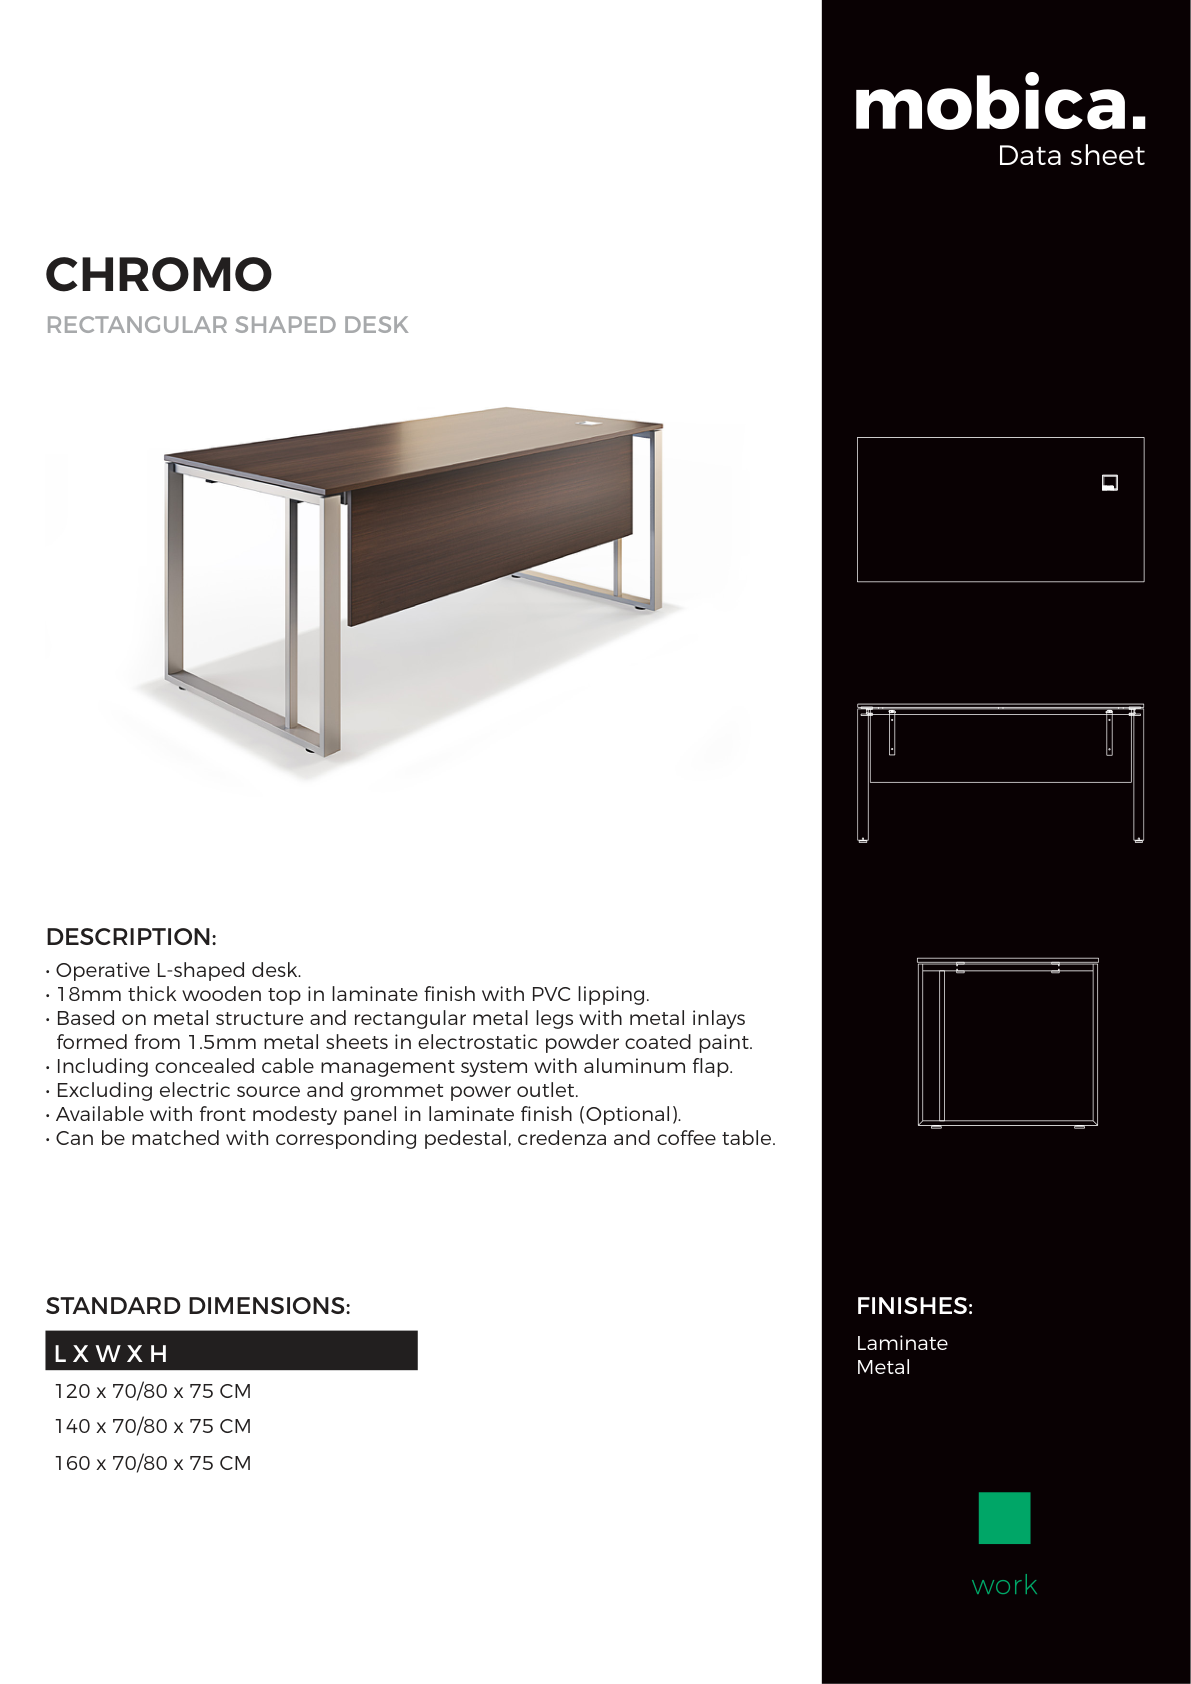 mobica.
Data sheet
CHROMO
RECTANGULAR SHAPED DESK
DESCRIPTION:
• Operative L-shaped desk.
• 18mm thick wooden top in laminate finish with PVC lipping.
• Based on metal structure and rectangular metal legs with metal inlays
formed from 1.5mm metal sheets in electrostatic powder coated paint.
• Including concealed cable management system with aluminum flap.
• Excluding electric source and grommet power outlet.
• Available with front modesty panel in laminate finish (Optional).
• Can be matched with corresponding pedestal, credenza and coffee table.
STANDARD DIMENSIONS:
L X W X H
120 x 70/80 x 75 CM
140 x 70/80 x 75 CM
160 x 70/80 x 75 CM
FINISHES:
Laminate
Metal
work